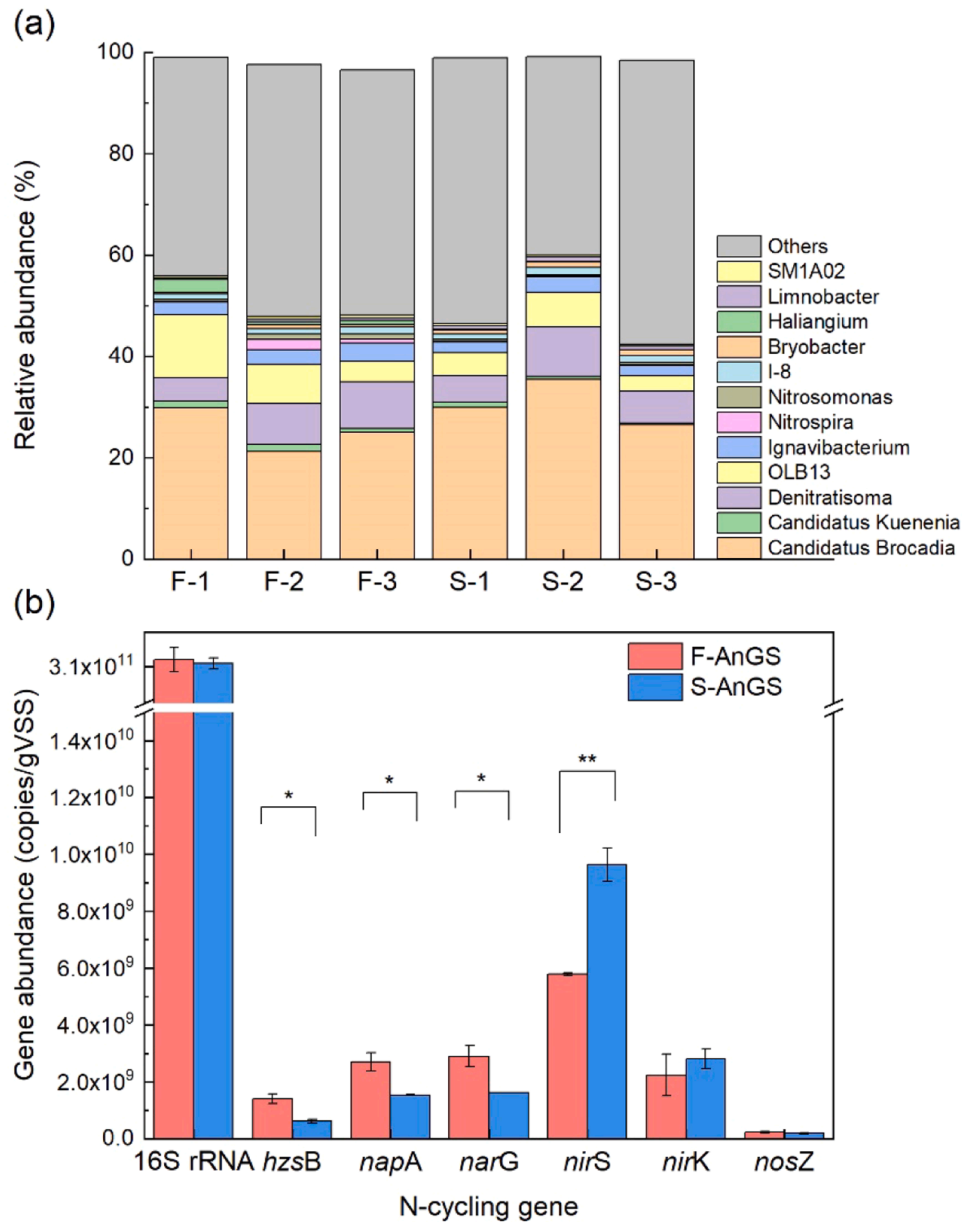 (a)
Relative abundance (%)
100
80
60
40
20
0
F-1 F-2 F-3 S-1 S-2 S-3
Others
SM1A02
Limnobacter
Haliangium
Bryobacter
I-8
Nitrosomonas
Nitrospira
Ignavibacterium
OLB13
Denitratisoma
Candidatus Kuenenia
Candidatus Brocadia
(b)
Gene abundance (copies/gVSS)
3.1x10¹¹
1.4x10¹⁰
1.2x10¹⁰
1.0x10¹⁰
8.0x10⁹
6.0x10⁹
4.0x10⁹
2.0x10⁹
0.0
F-AnGS
S-AnGS
* * * **
16S rRNA hzsB napA narG nirS nirK nosZ
N-cycling gene